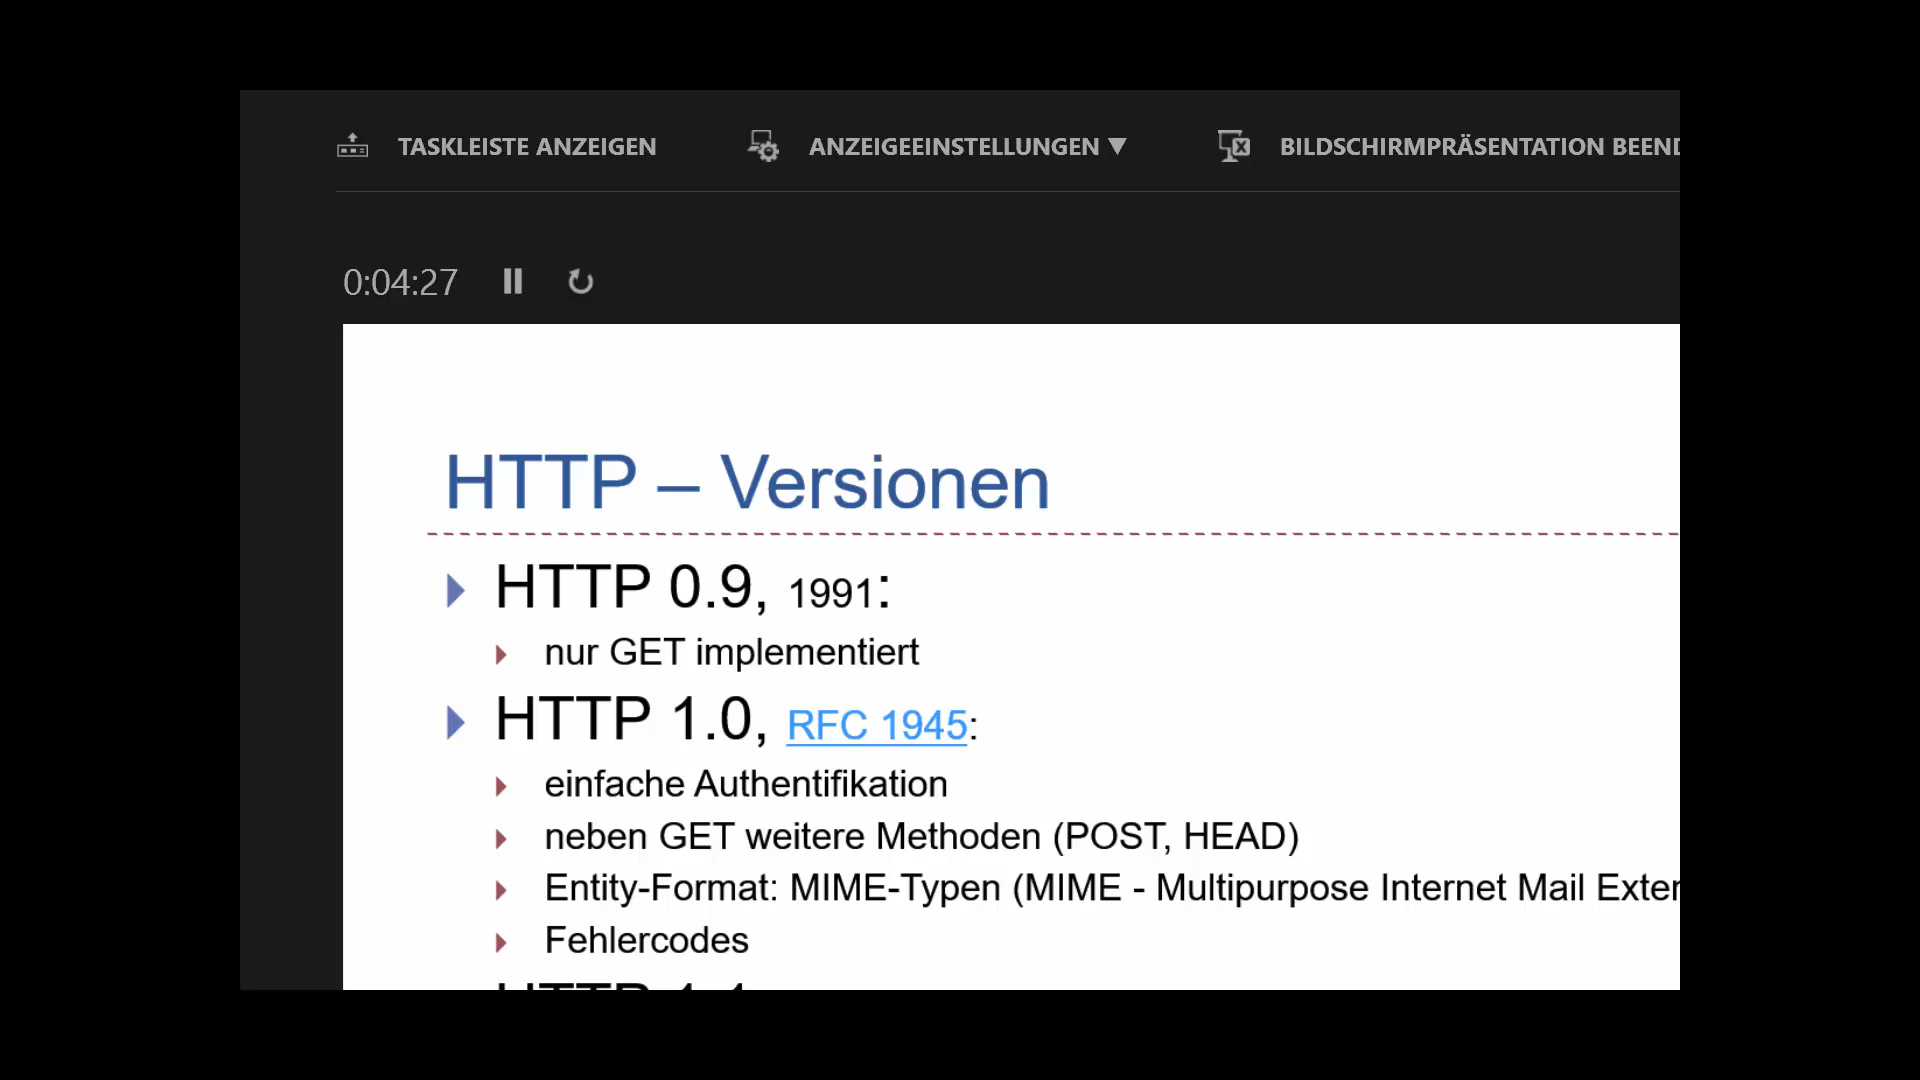 TASKLEISTE ANZEIGEN ANZEIGEEINSTELLUNGEN ▼ BILDSCHIRMPRÄSENTATION
0:04:27
HTTP – Versionen
HTTP 0.9, 1991:
nur GET implementiert
HTTP 1.0, RFC 1945:
einfache Authentifikation
neben GET weitere Methoden (POST, HEAD)
Entity-Format: MIME-Typen (MIME - Multipurpose Internet Mail
Fehlercodes